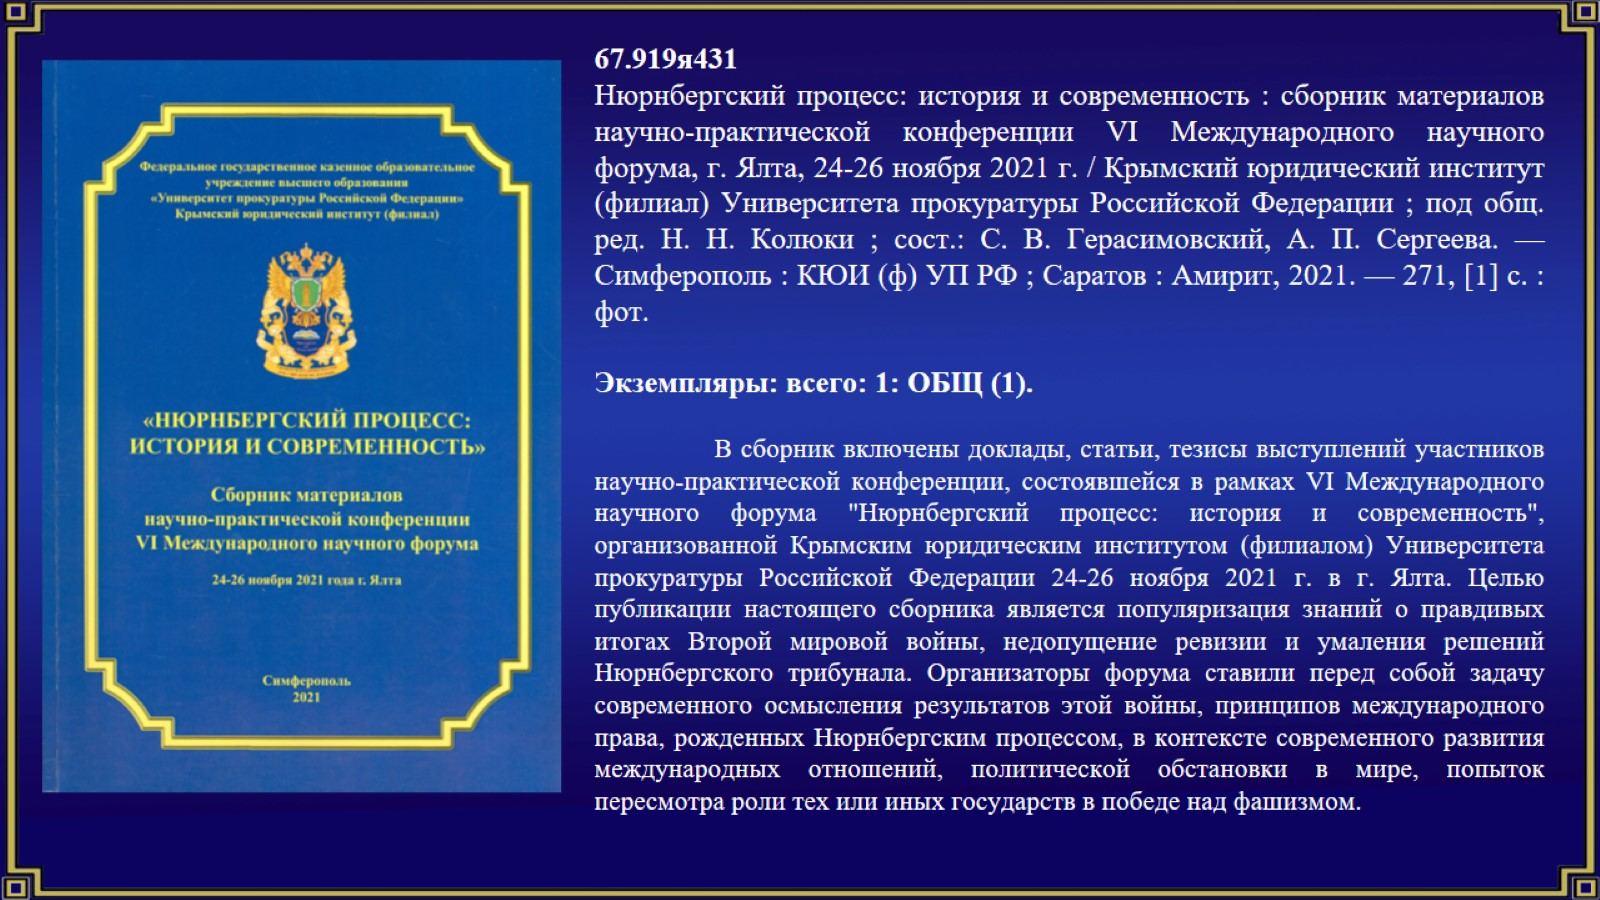 Федеральное государственное казенное образовательное
учреждение высшего образования
«Университет прокуратуры Российской Федерации»
Крымский юридический институт (филиал)
«НЮРНБЕРГСКИЙ ПРОЦЕСС:
ИСТОРИЯ И СОВРЕМЕННОСТЬ»
Сборник материалов
научно-практической конференции
VI Международного научного форума
24-26 ноября 2021 года г. Ялта
Симферополь
2021
67.919я431
Нюрнбергский процесс: история и современность : сборник материалов
научно-практической конференции VI Международного научного
форума, г. Ялта, 24-26 ноября 2021 г. / Крымский юридический институт
(филиал) Университета прокуратуры Российской Федерации ; под общ.
ред. Н. Н. Колюки ; сост.: С. В. Герасимовский, А. П. Сергеева. —
Симферополь : КЮИ (ф) УП РФ ; Саратов : Амирит, 2021. — 271, [1] с. :
фот.
Экземпляры: всего: 1: ОБЩ (1).
В сборник включены доклады, статьи, тезисы выступлений участников
научно-практической конференции, состоявшейся в рамках VI Международного
научного форума "Нюрнбергский процесс: история и современность",
организованной Крымским юридическим институтом (филиалом) Университета
прокуратуры Российской Федерации 24-26 ноября 2021 г. в г. Ялта. Целью
публикации настоящего сборника является популяризация знаний о правдивых
итогах Второй мировой войны, недопущение ревизии и умаления решений
Нюрнбергского трибунала. Организаторы форума ставили перед собой задачу
современного осмысления результатов этой войны, принципов международного
права, рожденных Нюрнбергским процессом, в контексте современного развития
международных отношений, политической обстановки в мире, попыток
пересмотра роли тех или иных государств в победе над фашизмом.